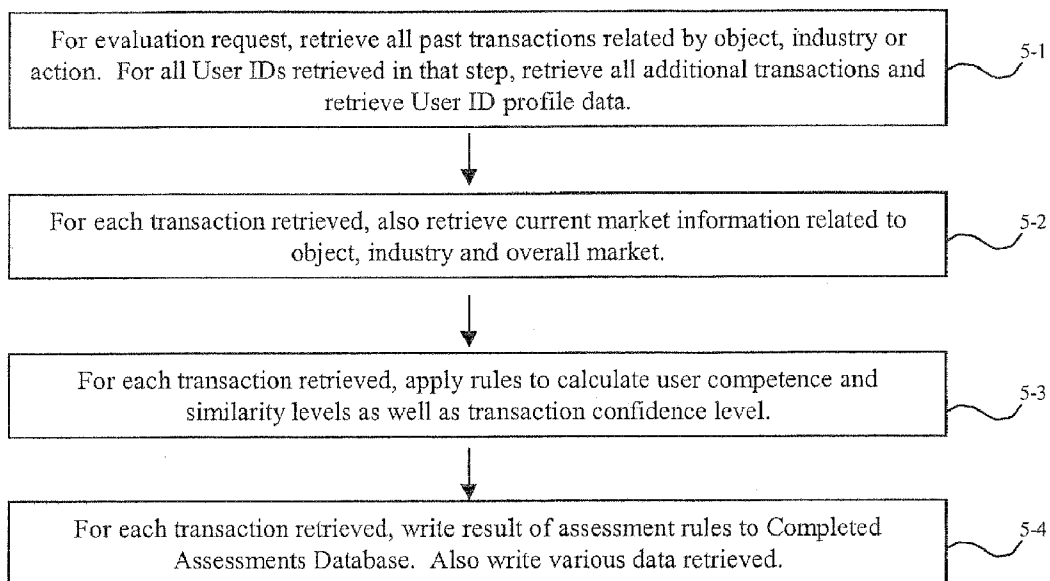 For evaluation request, retrieve all past transactions related by object, industry or
action. For all User IDs retrieved in that step, retrieve all additional transactions and
retrieve User ID profile data.
5-1
For each transaction retrieved, also retrieve current market information related to
object, industry and overall market.
5-2
For each transaction retrieved, apply rules to calculate user competence and
similarity levels as well as transaction confidence level.
5-3
For each transaction retrieved, write result of assessment rules to Completed
Assessments Database. Also write various data retrieved.
5-4